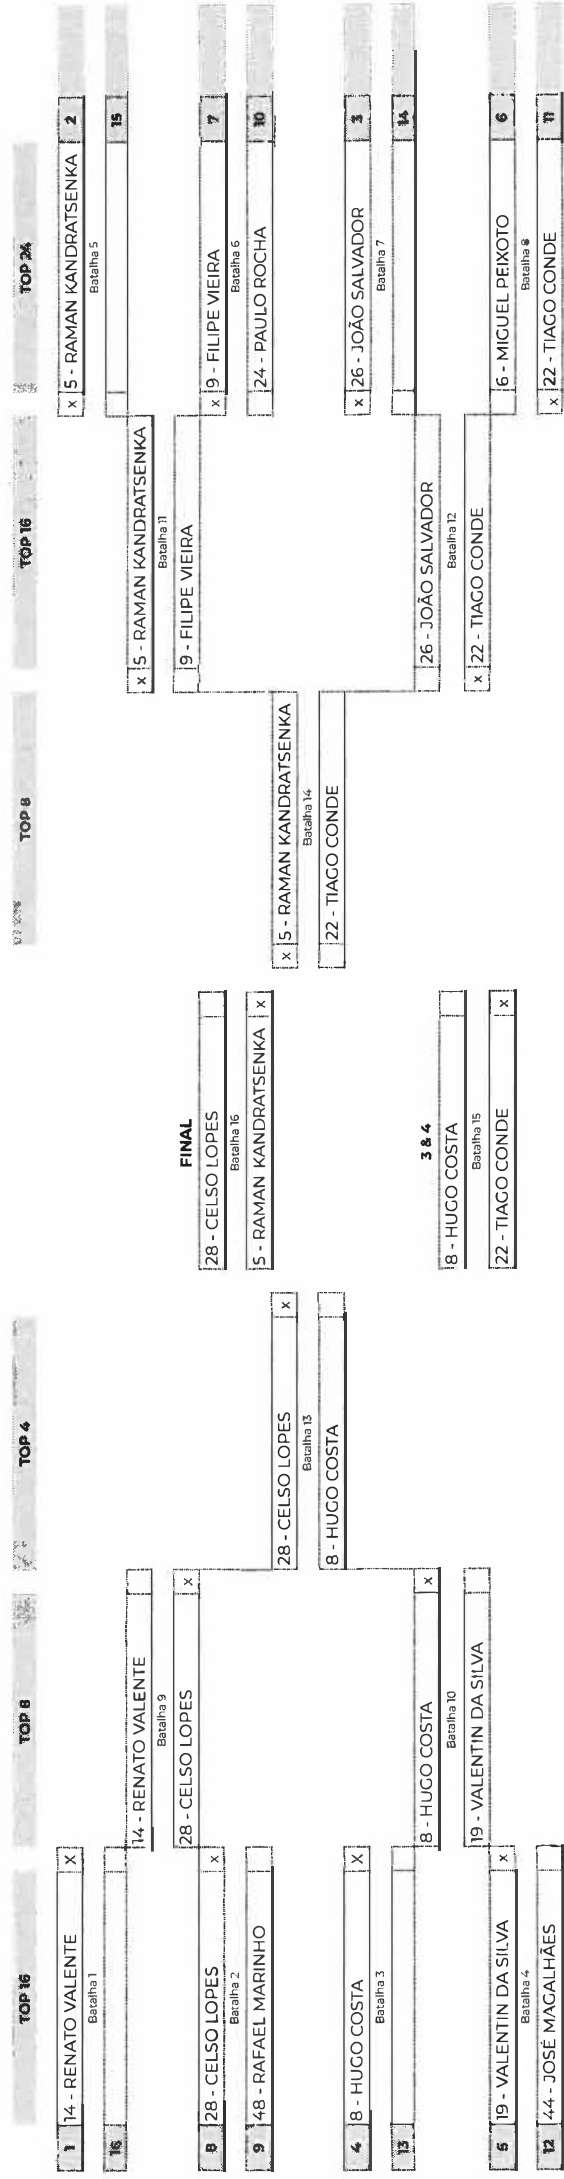 TOP 16
TOP 8
TOP 4
TOP 8
TOP 16
TOP 24
1 14 - RENATO VALENTE X
Batalha 1
16
8 28 - CELSO LOPES X
Batalha 2
9 48 - RAFAEL MARINHO
4 8 - HUGO COSTA X
Batalha 3
13
5 19 - VALENTIN DA SILVA X
Batalha 4
12 44 - JOSÉ MAGALHÃES
14 - RENATO VALENTE
Batalha 9
28 - CELSO LOPES X
8 - HUGO COSTA X
Batalha 10
19 - VALENTIN DA SILVA
28 - CELSO LOPES X
Batalha 13
8 - HUGO COSTA
FINAL
28 - CELSO LOPES
Batalha 16
5 - RAMAN KANDRATSENKA X
3 & 4
8 - HUGO COSTA
Batalha 15
22 - TIAGO CONDE X
X 5 - RAMAN KANDRATSENKA
Batalha 14
22 - TIAGO CONDE
X 5 - RAMAN KANDRATSENKA
Batalha 11
9 - FILIPE VIEIRA
26 - JOÃO SALVADOR
Batalha 12
X 22 - TIAGO CONDE
X 5 - RAMAN KANDRATSENKA 2
Batalha 5
15
X 9 - FILIPE VIEIRA 7
Batalha 6
24 - PAULO ROCHA 10
X 26 - JOÃO SALVADOR 3
Batalha 7
14
6 - MIGUEL PEIXOTO 6
Batalha 8
X 22 - TIAGO CONDE 11